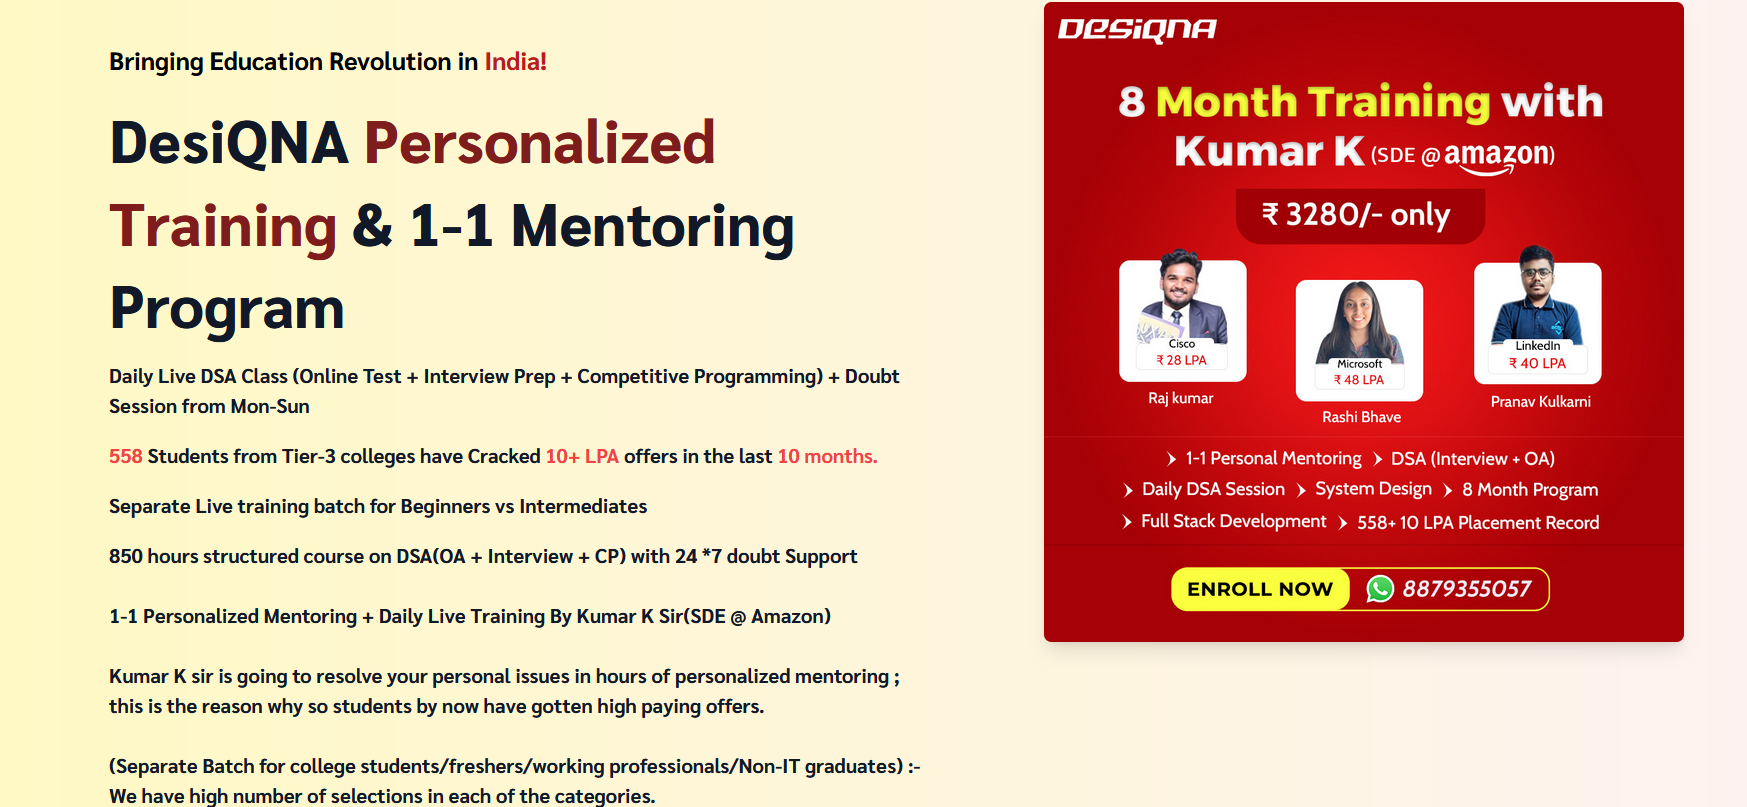 Bringing Education Revolution in India!
DesiQNA Personalized
Training & 1-1 Mentoring
Program
Daily Live DSA Class (Online Test + Interview Prep + Competitive Programming) + Doubt
Session from Mon-Sun
558 Students from Tier-3 colleges have Cracked 10+ LPA offers in the last 10 months.
Separate Live training batch for Beginners vs Intermediates
850 hours structured course on DSA(OA + Interview + CP) with 24 *7 doubt Support
1-1 Personalized Mentoring + Daily Live Training By Kumar K Sir(SDE @ Amazon)
Kumar K sir is going to resolve your personal issues in hours of personalized mentoring ;
this is the reason why so students by now have gotten high paying offers.
(Separate Batch for college students/freshers/working professionals/Non-IT graduates) :-
We have high number of selections in each of the categories.
DesiQNA
8 Month Training with
Kumar K (SDE @ amazon)
₹ 3280/- only
Cisco
₹ 28 LPA
Raj kumar
Microsoft
₹ 48 LPA
Rashi Bhave
LinkedIn
₹ 40 LPA
Pranav Kulkarni
1-1 Personal Mentoring DSA (Interview + OA)
Daily DSA Session System Design 8 Month Program
Full Stack Development 558+ 10 LPA Placement Record
ENROLL NOW 8879355057